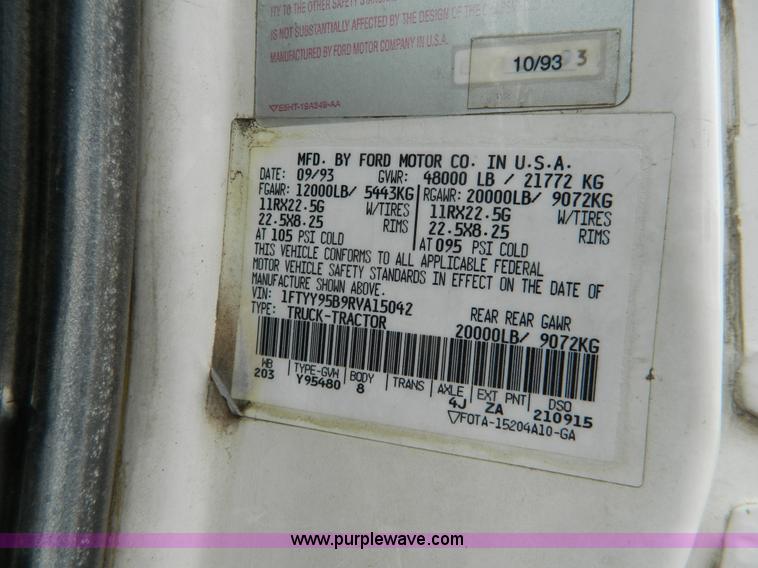 ITY TO THE OTHER SAFETY STANDARDS
IS NOT SUBSTANTIALLY AFFECTED BY THE DESIGN OF THE
MANUFACTURED BY FORD MOTOR COMPANY IN U.S.A.
10/93 93
E5HT-19A349-AA
MFD. BY FORD MOTOR CO. IN U.S.A.
DATE: 09/93 GVWR: 48000 LB / 21772 KG
FGAWR: 12000LB/ 5443KG RGAWR: 20000LB/ 9072KG
11RX22.5G W/TIRES 11RX22.5G W/TIRES
22.5X8.25 RIMS 22.5X8.25 RIMS
AT 105 PSI COLD AT 095 PSI COLD
THIS VEHICLE CONFORMS TO ALL APPLICABLE FEDERAL
MOTOR VEHICLE SAFETY STANDARDS IN EFFECT ON THE DATE OF
MANUFACTURE SHOWN ABOVE.
VIN: 1FTYY95B9RVA15042 REAR REAR GAWR
TYPE: TRUCK-TRACTOR 20000LB/ 9072KG
WB TYPE-GVW BODY TRANS AXLE EXT PNT DSO
203 Y95480 8 4J ZA 210915
F0TA-15204A10-GA
www.purplewave.com